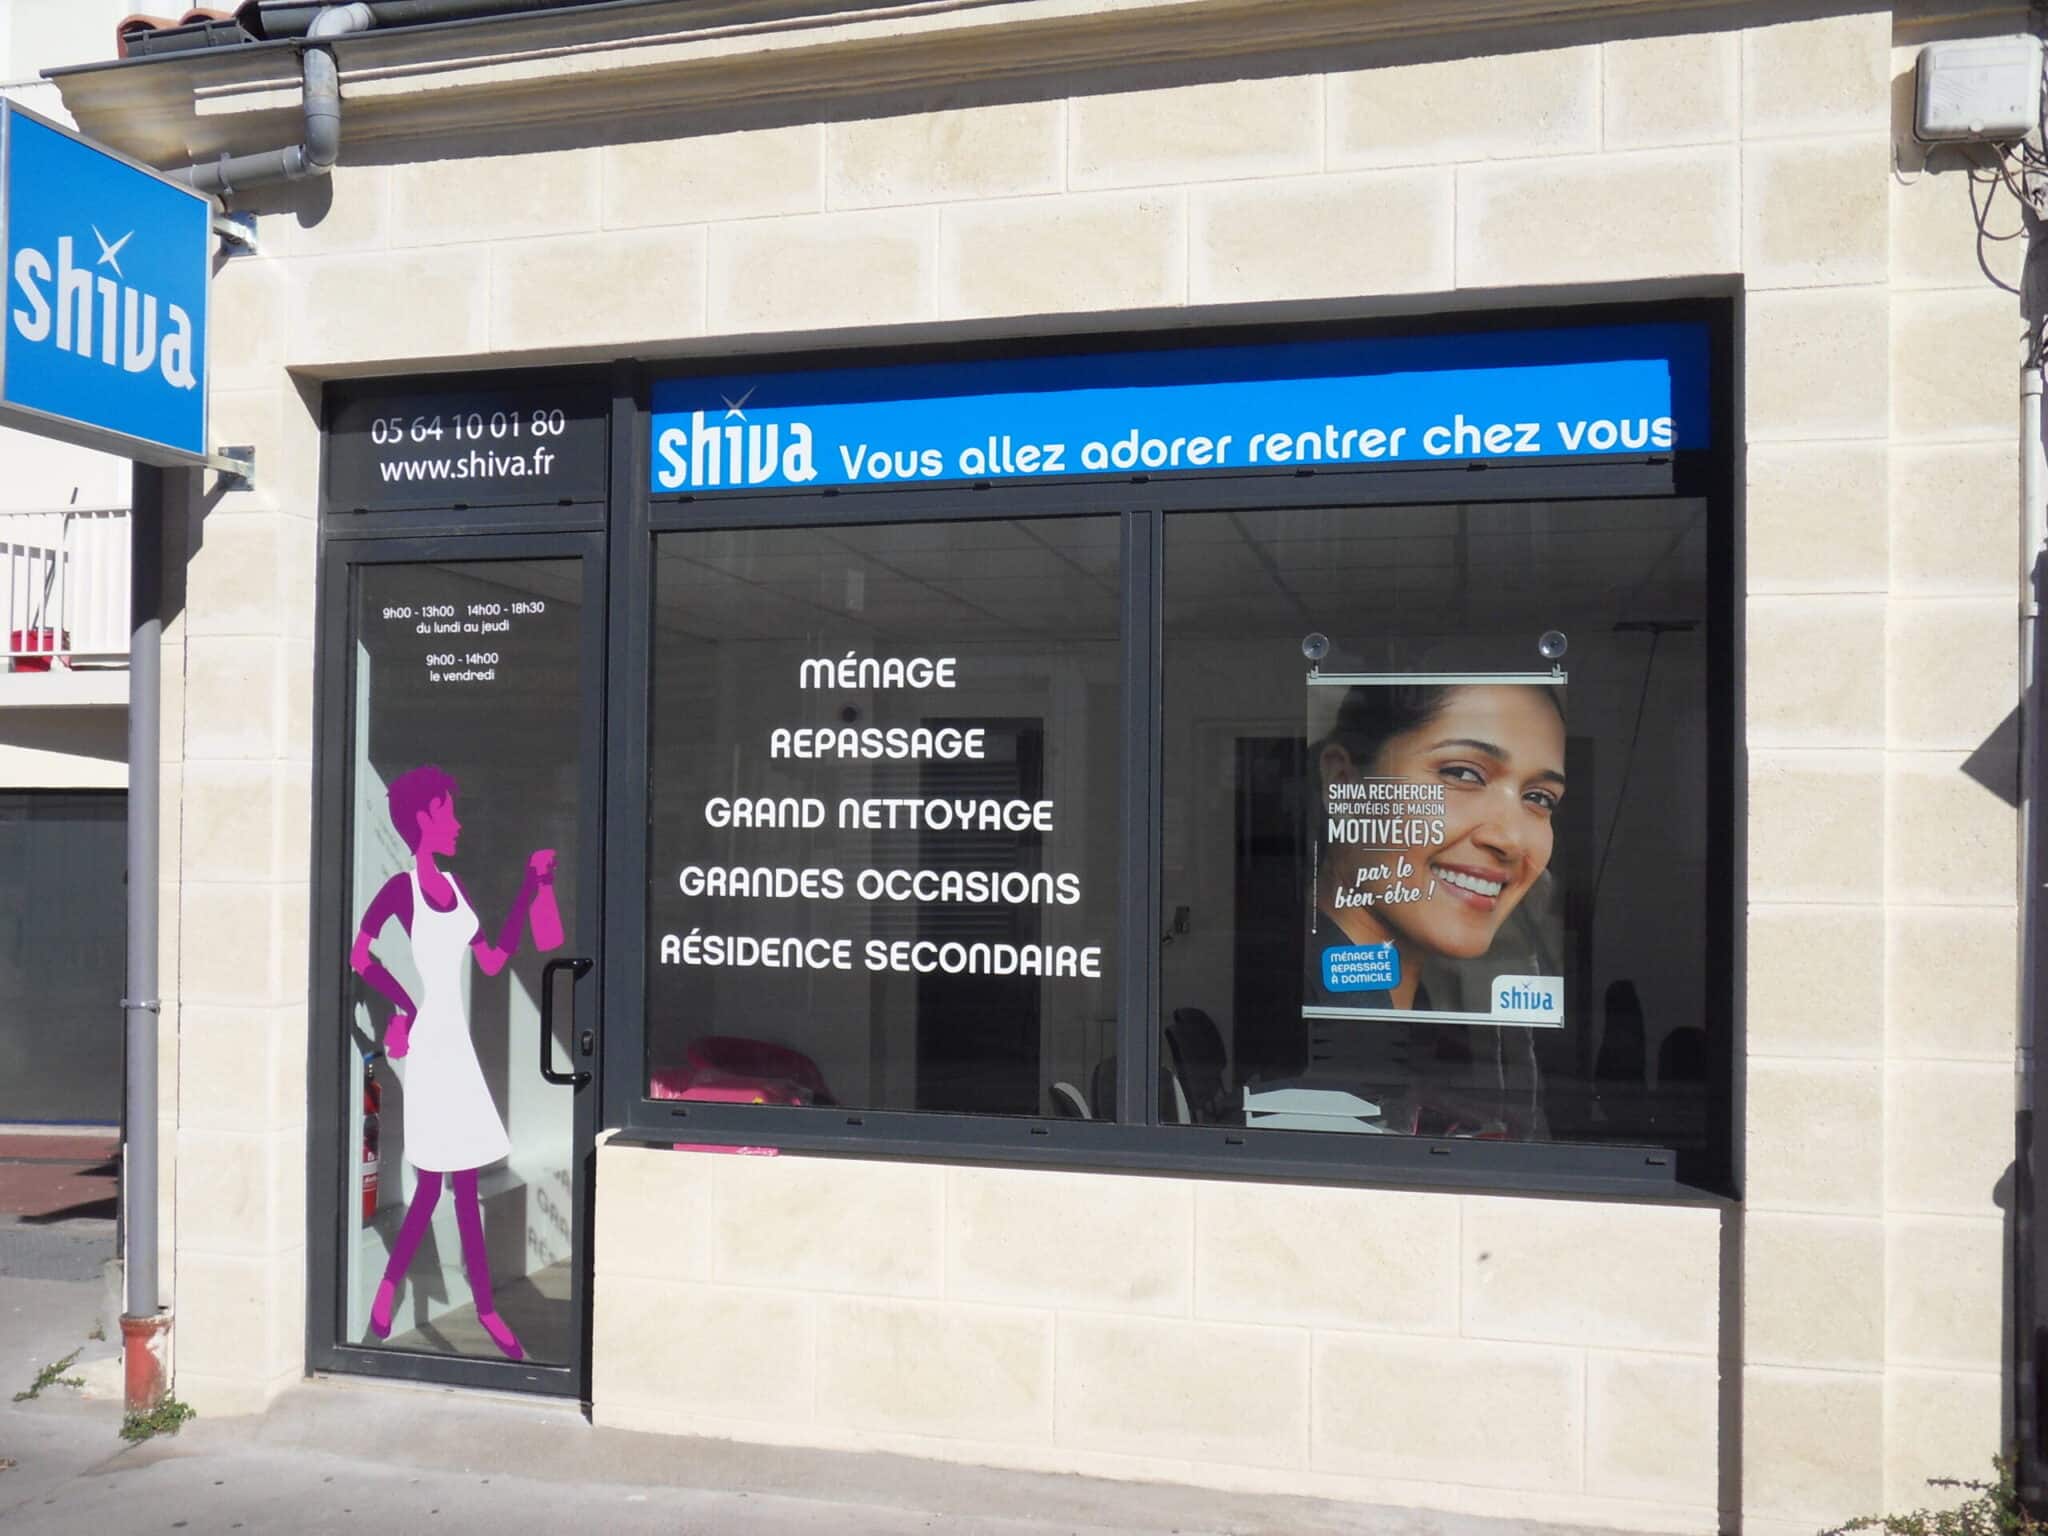 shiva
05 64 10 01 80
www.shiva.fr
shiva Vous allez adorer rentrer chez vous
9h00 - 13h00 14h00 - 18h30
du lundi au jeudi
9h00 - 14h00
le vendredi
MÉNAGE
REPASSAGE
GRAND NETTOYAGE
GRANDES OCCASIONS
RÉSIDENCE SECONDAIRE
SHIVA RECHERCHE
EMPLOYÉ(E)S DE MAISON
MOTIVÉ(E)S
par le
bien-être !
MÉNAGE ET
REPASSAGE
À DOMICILE
shiva